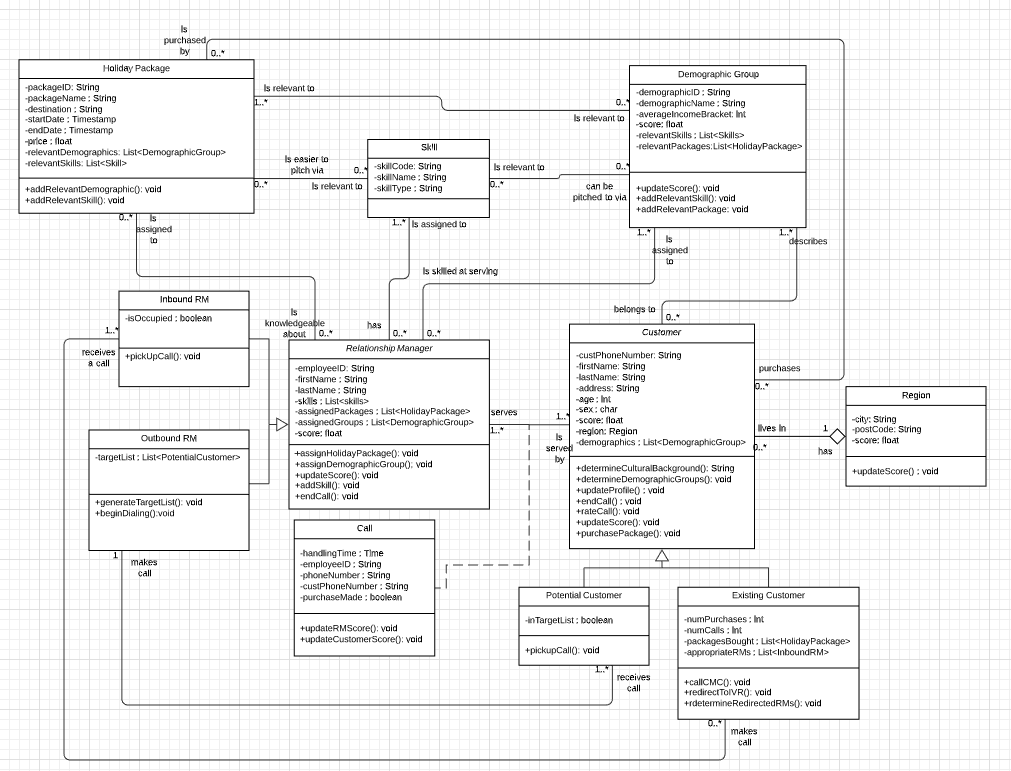 Is
purchased
by
0..*
Holiday Package
-packageID: String
-packageName : String
-destination : String
-startDate : Timestamp
-endDate : Timestamp
-price : float
-relevantDemographics: List<DemographicGroup>
-relevantSkills: List<Skill>
+addRelevantDemographic(): void
+addRelevantSkill(): void
Is relevant to
1..*
0..*
Is relevant to
Demographic Group
-demographicID : String
-demographicName : String
-averageIncomeBracket: Int
-score: float
-relevantSkills : List<Skills>
-relevantPackages:List<HolidayPackage>
+updateScore(): void
+addRelevantSkill(): void
+addRelevantPackage: void
Is easier to
pitch via
0..*
0..*
Is relevant to
Skill
-skillCode: String
-skillName : String
-skillType : String
Is relevant to
0..*
0..*
can be
pitched to via
0..*
Is
assigned
to
1..*
Is assigned to
1..*
Is
assigned
to
1..*
describes
Is skilled at serving
Inbound RM
-isOccupied : boolean
+pickUpCall(): void
1..*
receives
a call
Is
knowledgeable
about
0..*
has
0..*
0..*
belongs to
0..*
Relationship Manager
-employeeID: String
-firstName : String
-lastName : String
-skills : List<skills>
-assignedPackages : List<HolidayPackage>
-assignedGroups : List<DemographicGroup>
-score: float
+assignHolidayPackage(): void
+assignDemographicGroup(): void
+updateScore(): void
+addSkill(): void
+endCall(): void
serves
1..*
1..*
Is
served
by
Customer
-custPhoneNumber: String
-firstName: String
-lastName: String
-address: String
-age : Int
-sex : char
-score: float
-region: Region
-demographics : List<DemographicGroup>
+determineCulturalBackground(): String
+determineDemographicGroups(): void
+updateProfile() : void
+endCall(): void
+rateCall(): void
+updateScore(): void
+purchasePackage(): void
purchases
0..*
lives in
0..*
1
has
Region
-city: String
-postCode: String
-score: float
+updateScore() : void
Outbound RM
-targetList : List<PotentialCustomer>
+generateTargetList(): void
+beginDialing():void
1
makes
call
Call
-handlingTime : Time
-employeeID : String
-phoneNumber : String
-custPhoneNumber : String
-purchaseMade : boolean
+updateRMScore(): void
+updateCustomerScore(): void
Potential Customer
-inTargetList : boolean
+pickupCall(): void
1..*
receives
call
Existing Customer
-numPurchases : Int
-numCalls : Int
-packagesBought : List<HolidayPackage>
-appropriateRMs : List<InboundRM>
+callCMC(): void
+redirectToIVR(): void
+rdetermineRedirectedRMs(): void
0..*
makes
call